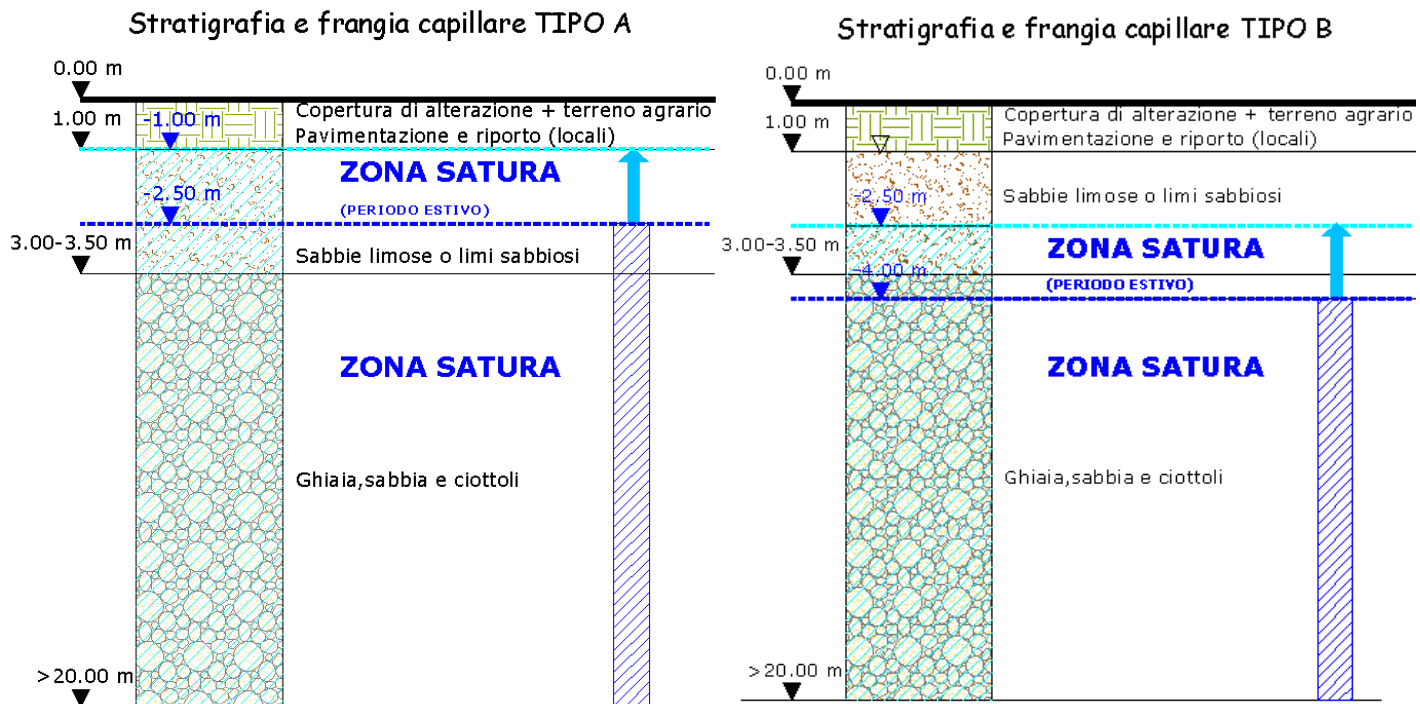 Stratigrafia e frangia capillare TIPO A
0.00 m
1.00 m
-1.00 m
Copertura di alterazione + terreno agrario
Pavimentazione e riporto (locali)
ZONA SATURA
-2.50 m
(PERIODO ESTIVO)
3.00-3.50 m
Sabbie limose o limi sabbiosi
ZONA SATURA
Ghiaia,sabbia e ciottoli
>20.00 m
Stratigrafia e frangia capillare TIPO B
0.00 m
1.00 m
Copertura di alterazione + terreno agrario
Pavimentazione e riporto (locali)
-2.50 m
Sabbie limose o limi sabbiosi
3.00-3.50 m
ZONA SATURA
-4.00 m
(PERIODO ESTIVO)
ZONA SATURA
Ghiaia,sabbia e ciottoli
>20.00 m